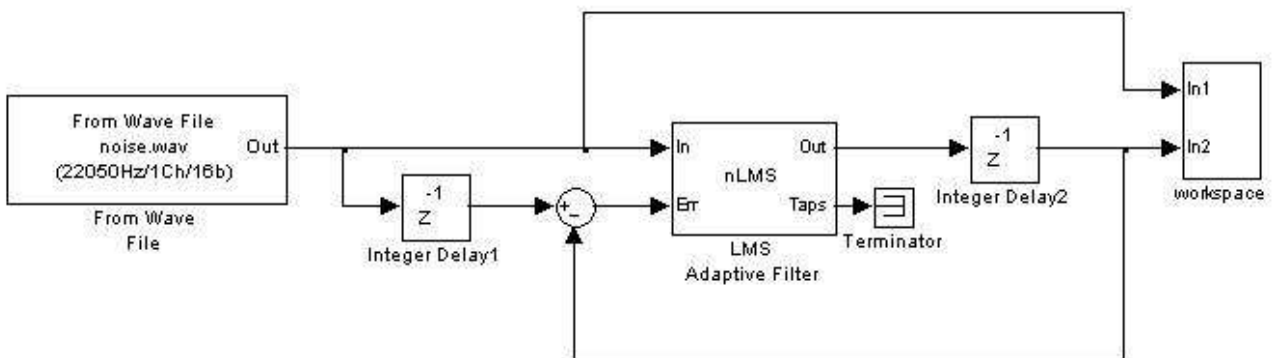 From Wave File
noise.wav
(22050Hz/1Ch/16b)
Out
From Wave
File
-1
Z
Integer Delay1
+
-
In
Err
nLMS
Out
Taps
LMS
Adaptive Filter
Terminator
-1
Z
Integer Delay2
In1
In2
workspace